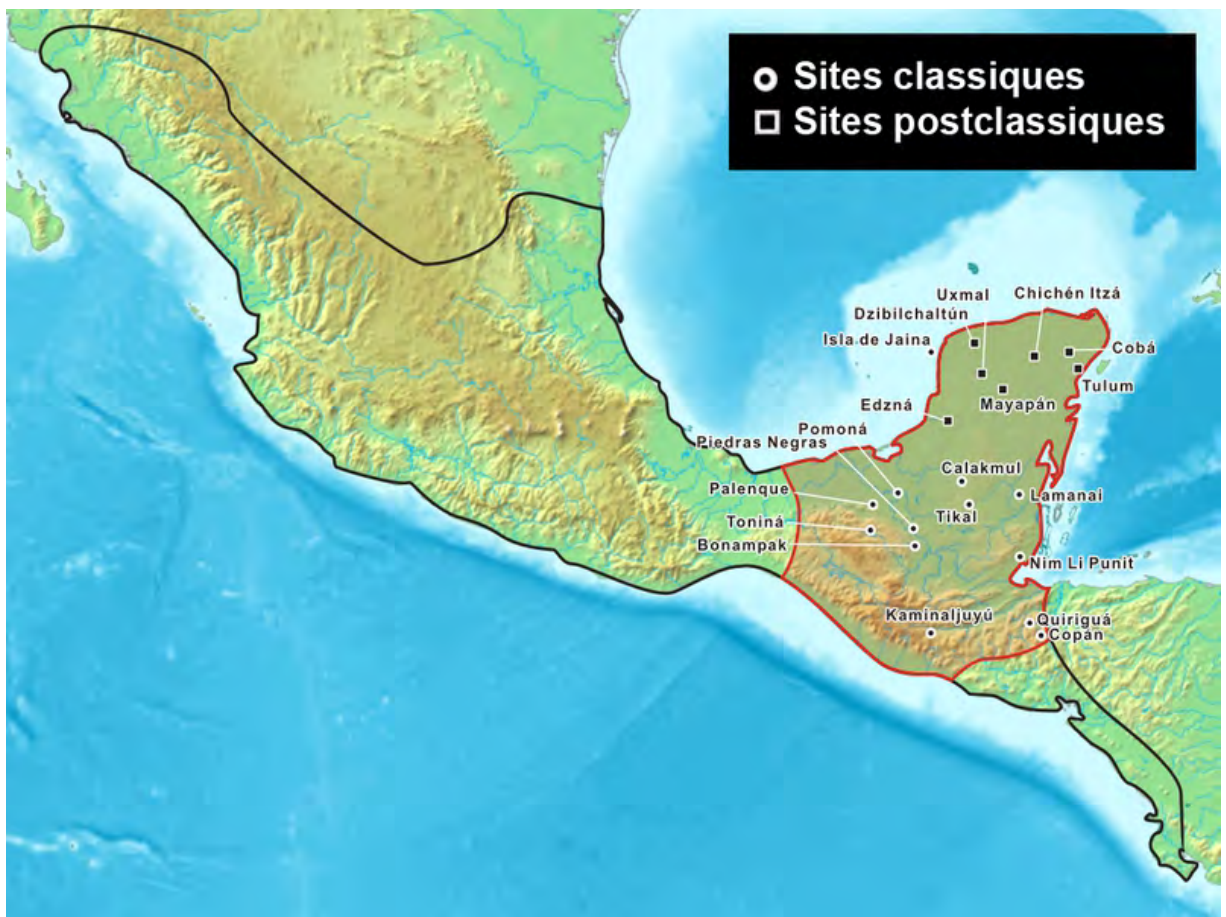 Sites classiques
Sites postclassiques
Uxmal
Chichén Itzá
Dzibilchaltún
Isla de Jaina
Cobá
Tulum
Mayapán
Edzná
Pomoná
Piedras Negras
Calakmul
Palenque
Lamanai
Tikal
Toniná
Bonampak
Nim Li Punit
Kaminaljuyú
Quiriguá
Copán